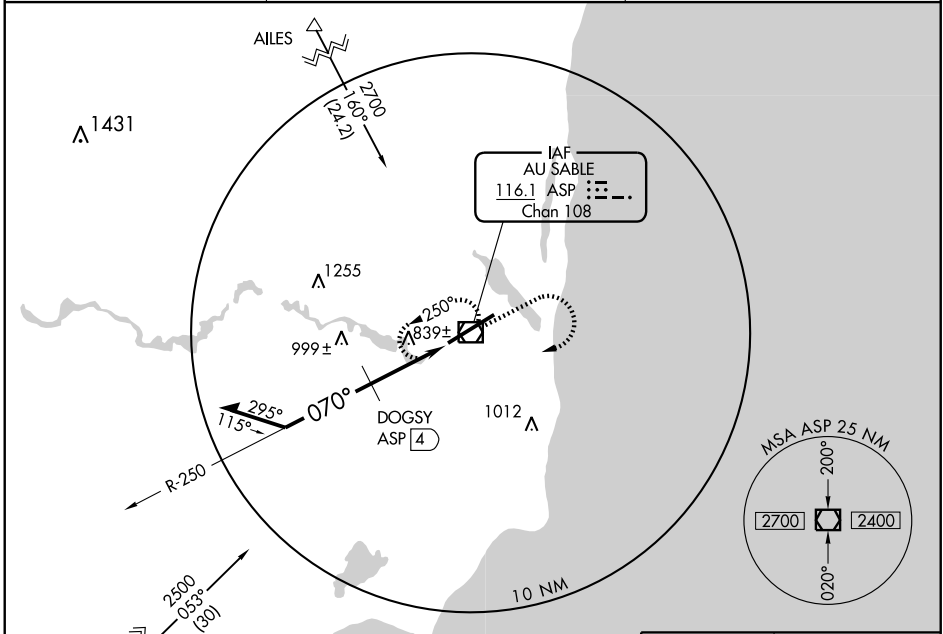 AILES
2700
160°
(24.2)
1431
IAF
AU SABLE
116.1 ASP
Chan 108
1255
250°
839±
999±
295°
115°
070°
DOGSY
ASP 4
1012
R-250
MSA ASP 25 NM
200°
2700
2400
020°
10 NM
2500
053°
(30)